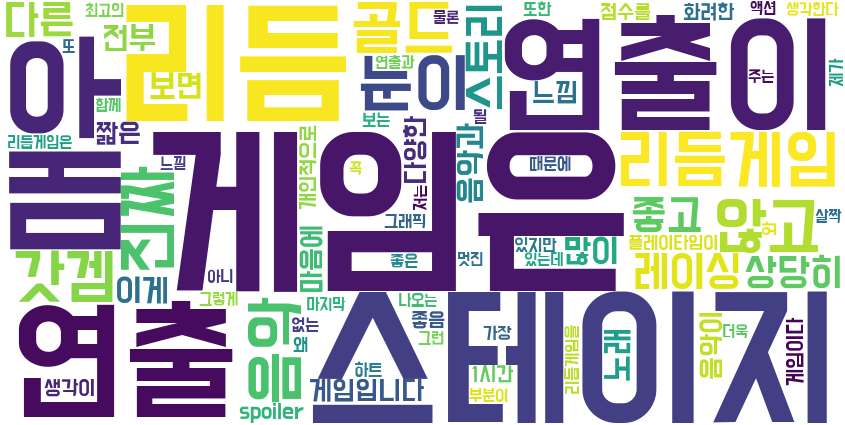 다른
최고의
또
전부
리듬
골드
연출과
스토리
또한
점수를
화려한
액션
생각한다
물론
아
함께
보면
눈이
느낌
연출이
주는
제가
리듬게임은
짧은
보는
다양한
될
음악과
때문에
리듬게임
느낄
개인적으로
꼭
저는
그래픽
봄
진짜
게임은
좋고
않고
살짝
갓겜
이게
아니
마음에
좋은
멋진
있지만
있는데
많이
플레이타임이
레이싱
상당히
그렇게
마지막
나오는
연출
음악
없는
왜
좋음
그런
가장
스테이지
노래
음악이
더욱
게임이다
생각이
하트
1시간
리듬게임을
spoiler
게임입니다
부분이